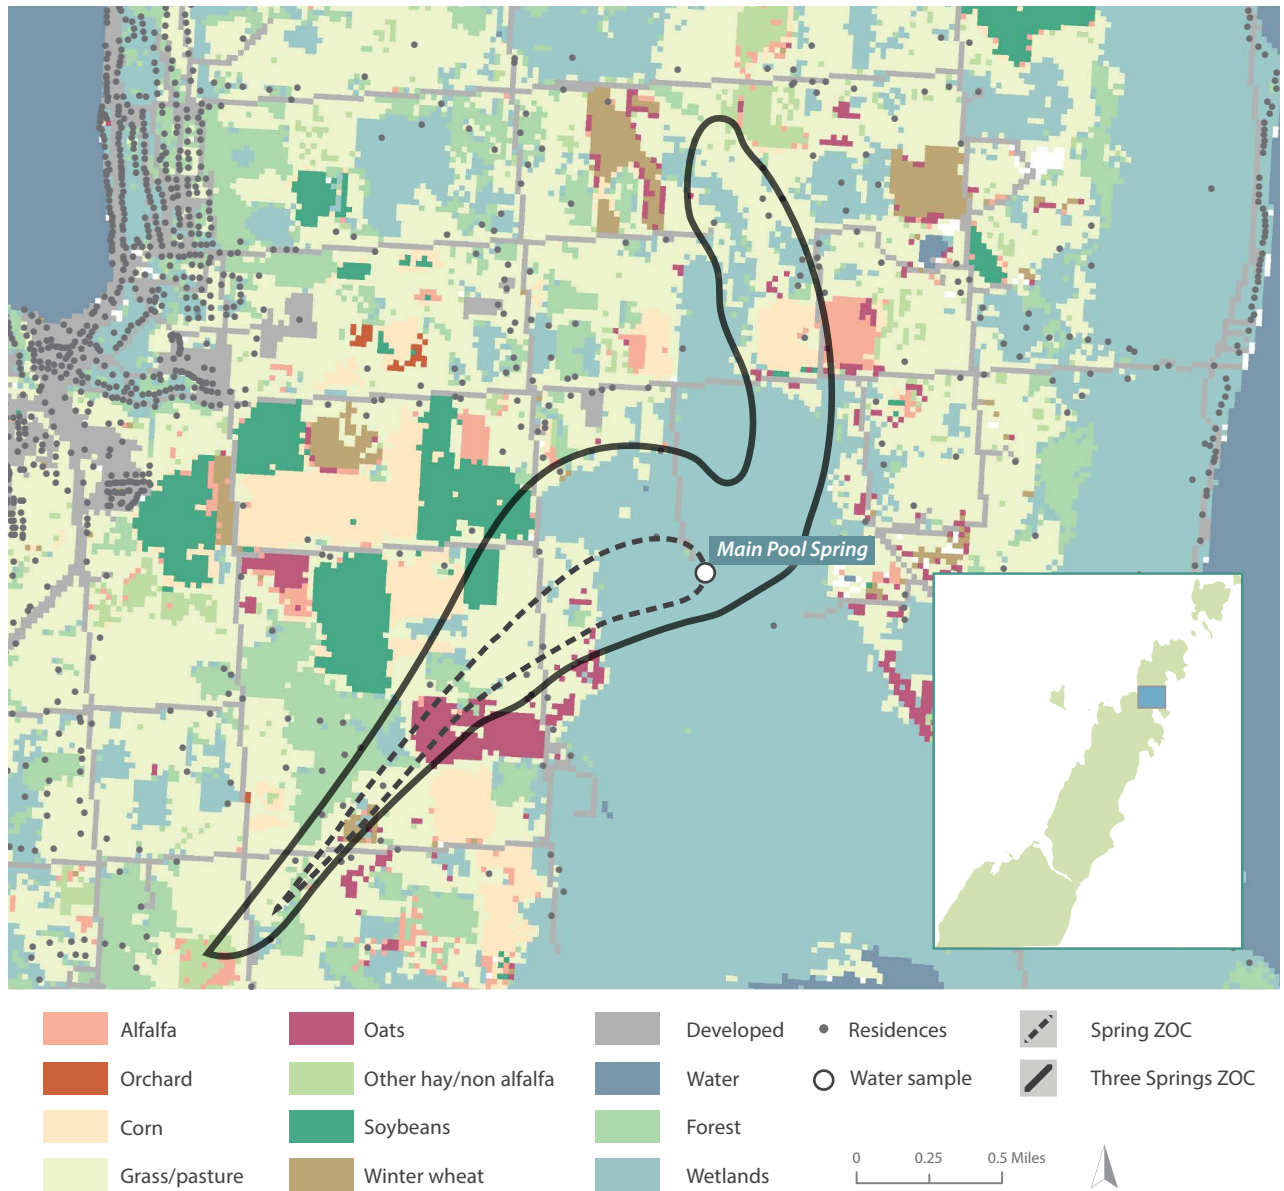 Main Pool Spring
Alfalfa
Orchard
Corn
Grass/pasture
Oats
Other hay/non alfalfa
Soybeans
Winter wheat
Developed
Water
Forest
Wetlands
Residences
Water sample
Spring ZOC
Three Springs ZOC
0 0.25 0.5 Miles